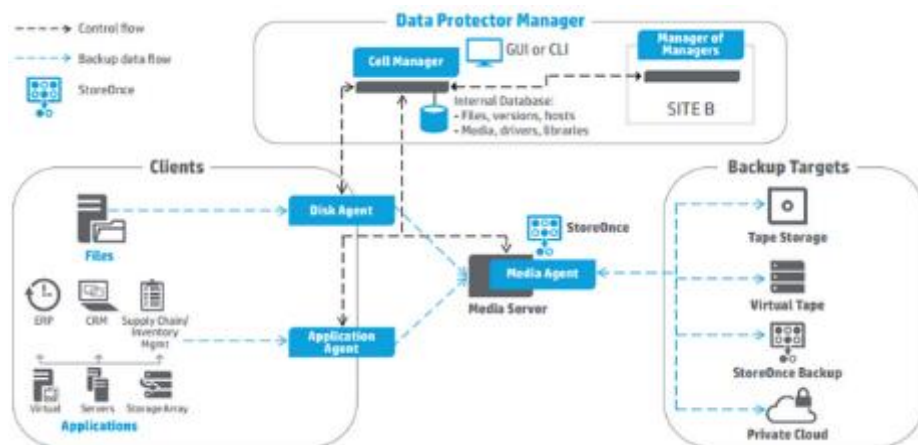 Data Protector Manager
Control flow
Backup data flow
StoreOnce
Cell Manager
GUI or CLI
Manager of
Managers
SITE B
Internal Database:
- Files, versions, hosts
- Media, drivers, libraries
Clients
Files
ERP
CRM
Supply Chain/
Inventory
Mgmt
Virtual
Servers
Storage Array
Applications
Disk Agent
Application
Agent
StoreOnce
Media Agent
Media Server
Backup Targets
Tape Storage
Virtual Tape
StoreOnce Backup
Private Cloud